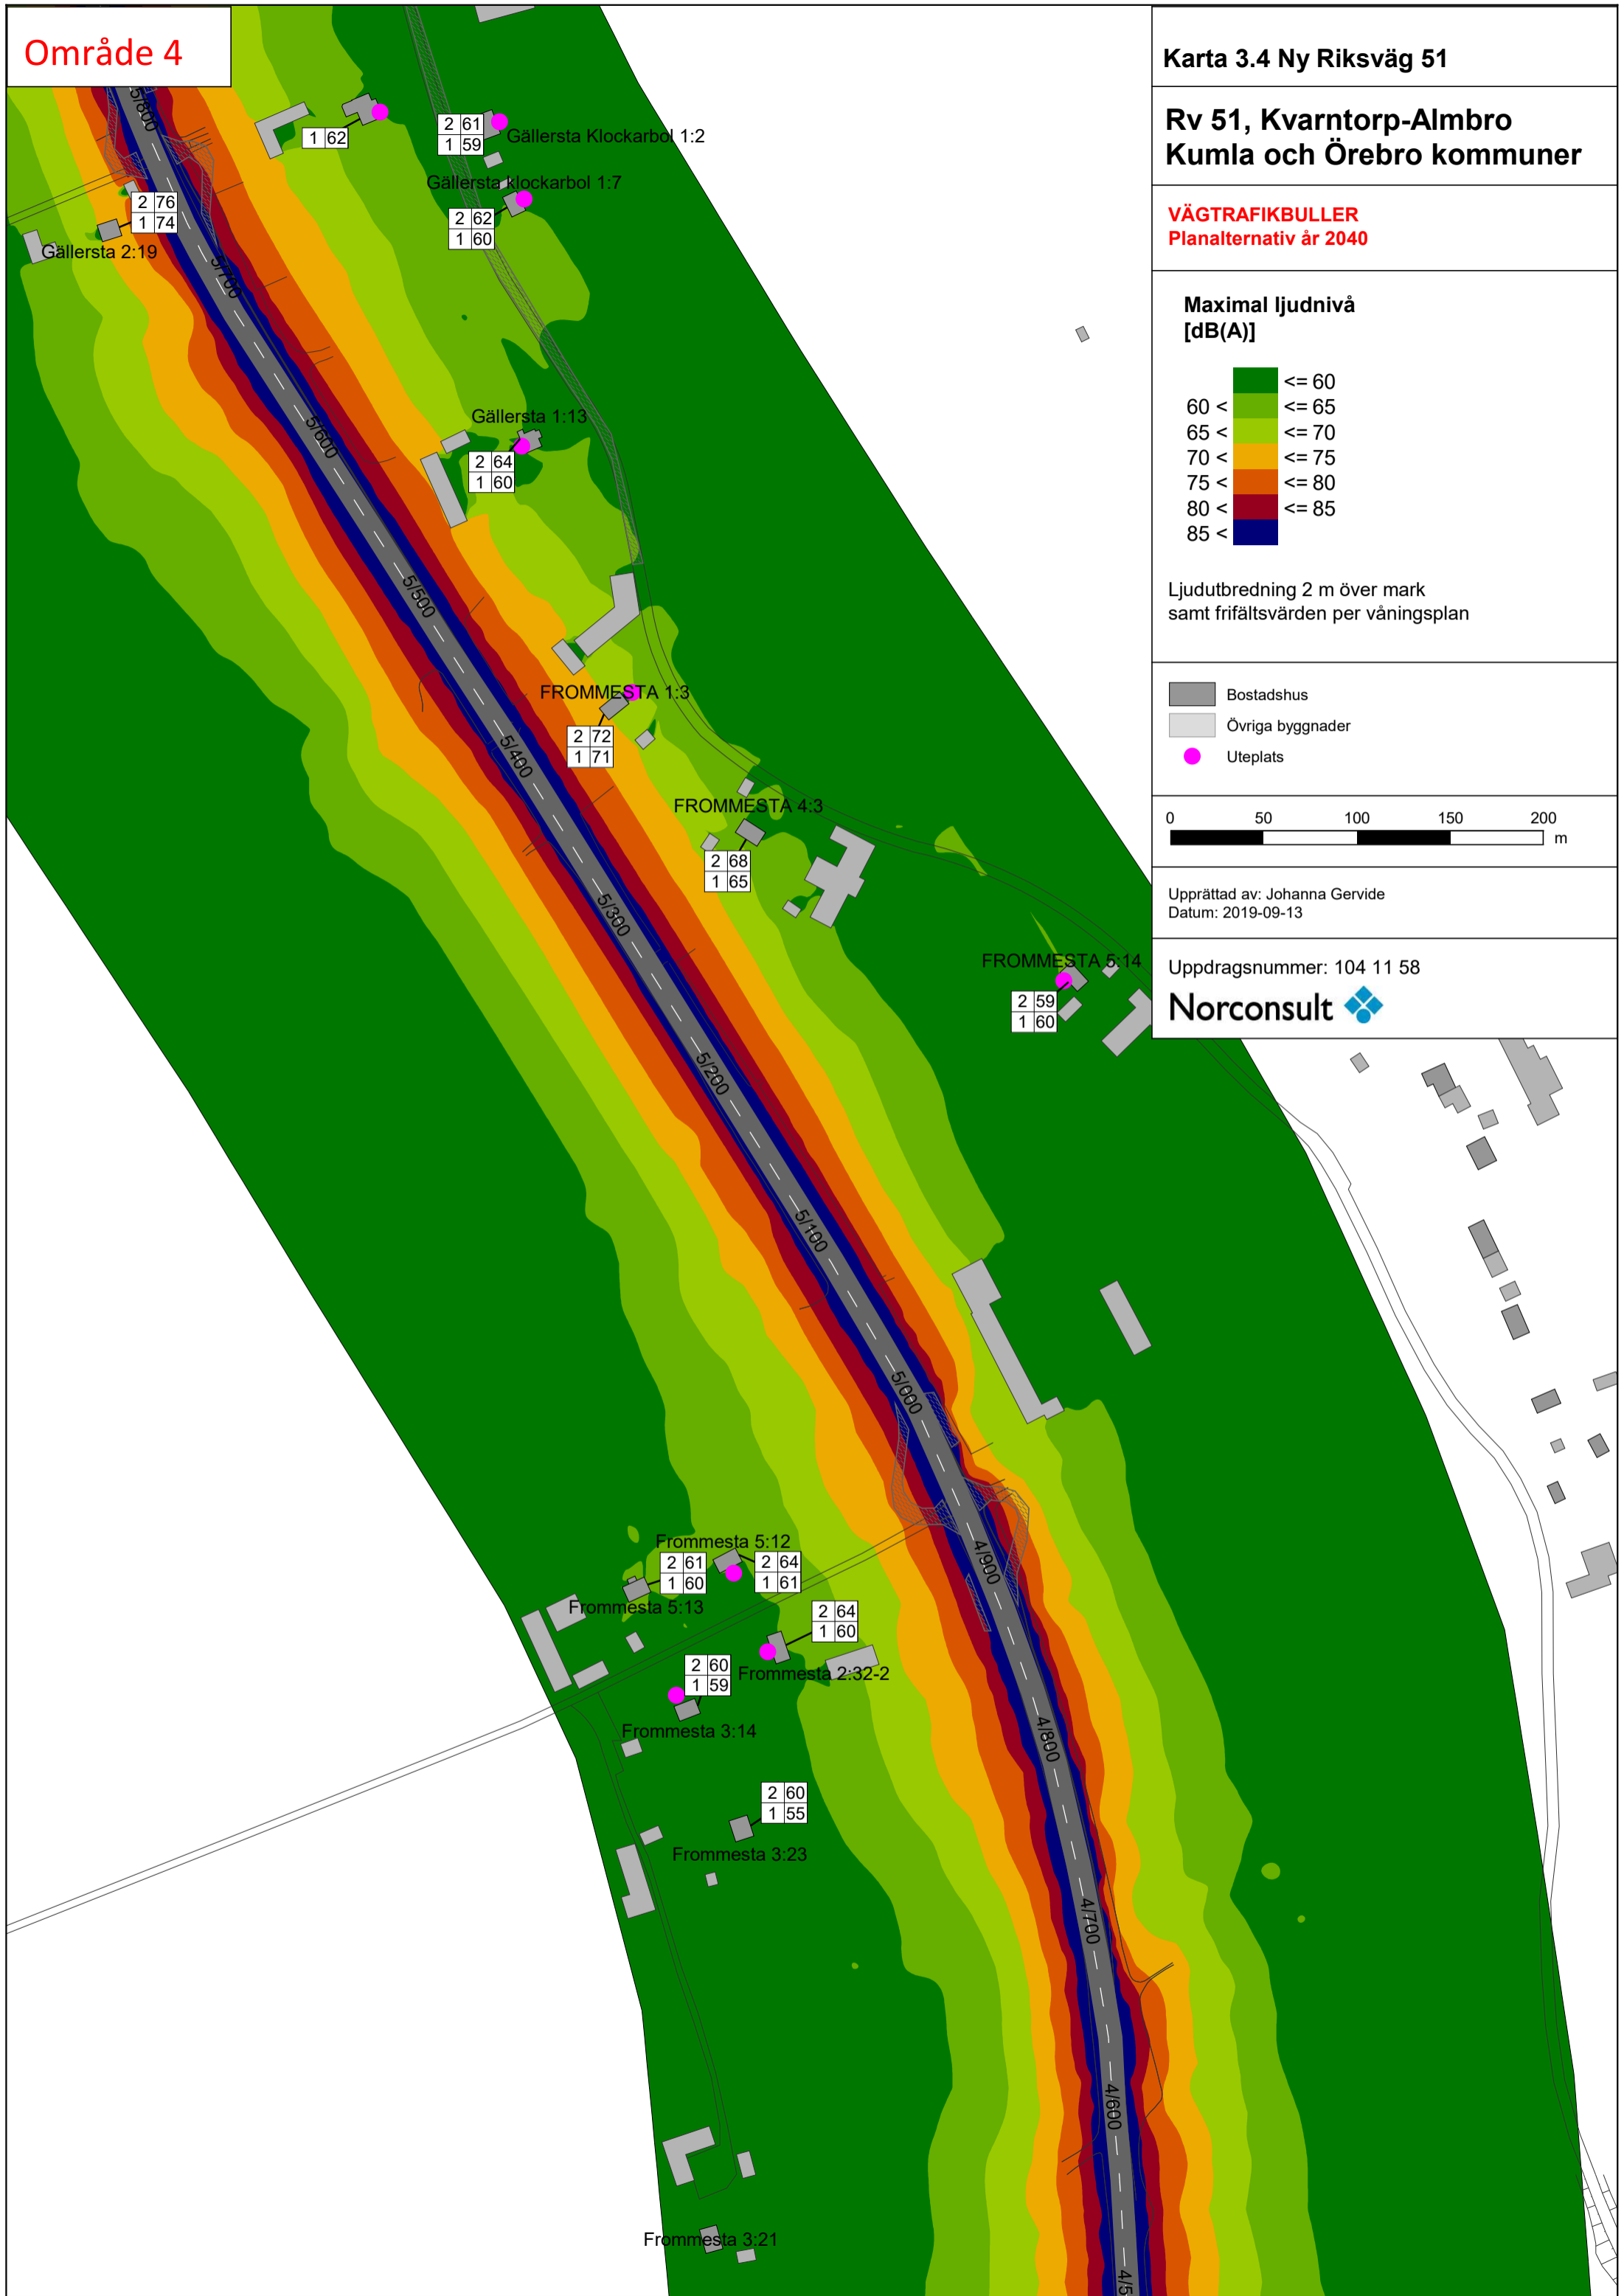 Område 4
Karta 3.4 Ny Riksväg 51
Rv 51, Kvarntorp-Almbro
Kumla och Örebro kommuner
VÄGTRAFIKBULLER
Planalternativ år 2040
Maximal ljudnivå
[dB(A)]
<= 60
60 < <= 65
65 < <= 70
70 < <= 75
75 < <= 80
80 < <= 85
85 <
Ljudutbredning 2 m över mark
samt frifältsvärden per våningsplan
Bostadshus
Övriga byggnader
Uteplats
0 50 100 150 200
m
Upprättad av: Johanna Gervide
Datum: 2019-09-13
Uppdragsnummer: 104 11 58
Norconsult
5/800
1 62
2 61
1 59
Gällersta Klockarbol 1:2
Gällersta klockarbol 1:7
2 62
1 60
2 76
1 74
Gällersta 2:19
5/700
Gällersta 1:13
2 64
1 60
5/600
5/500
FROMMESTA 1:3
2 72
1 71
5/400
FROMMESTA 4:3
2 68
1 65
5/300
FROMMESTA 5:14
2 59
1 60
5/200
5/100
5/000
Frommesta 5:12
2 61
1 60
2 64
1 61
Frommesta 5:13
4/900
2 64
1 60
Frommesta 2:32-2
2 60
1 59
Frommesta 3:14
4/800
2 60
1 55
Frommesta 3:23
4/700
4/600
Frommesta 3:21
4/5